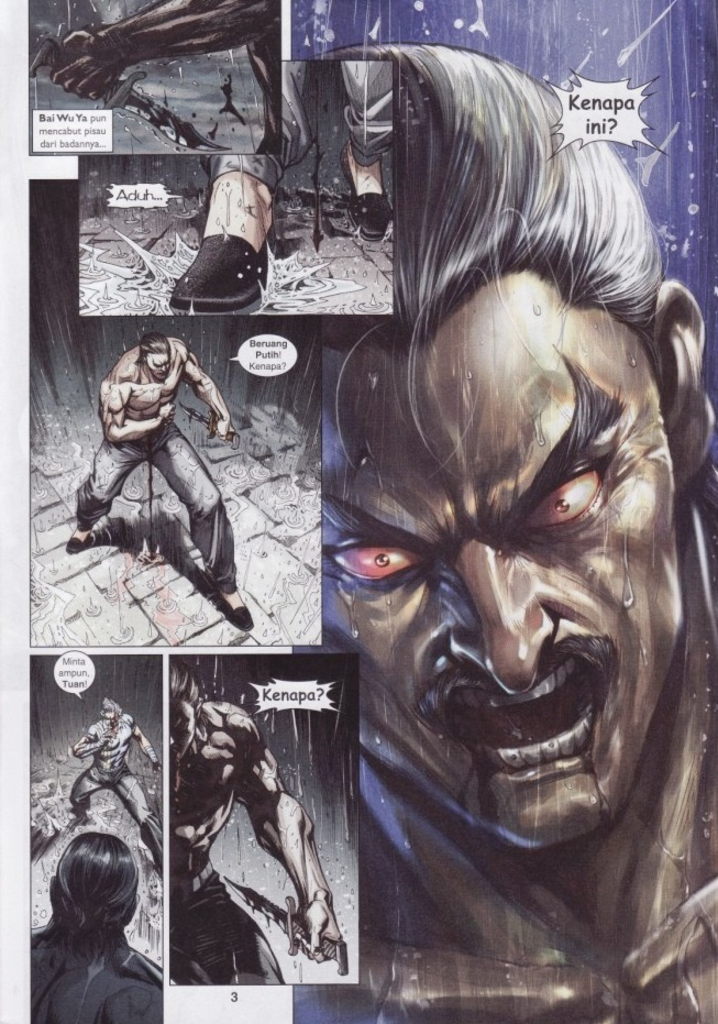 Bai Wu Ya pun
mencabut pisau
dari badannya...
Kenapa
ini?
Aduh...
Beruang
Putih!
Kenapa?
Minta
ampun,
Tuan!
Kenapa?
3